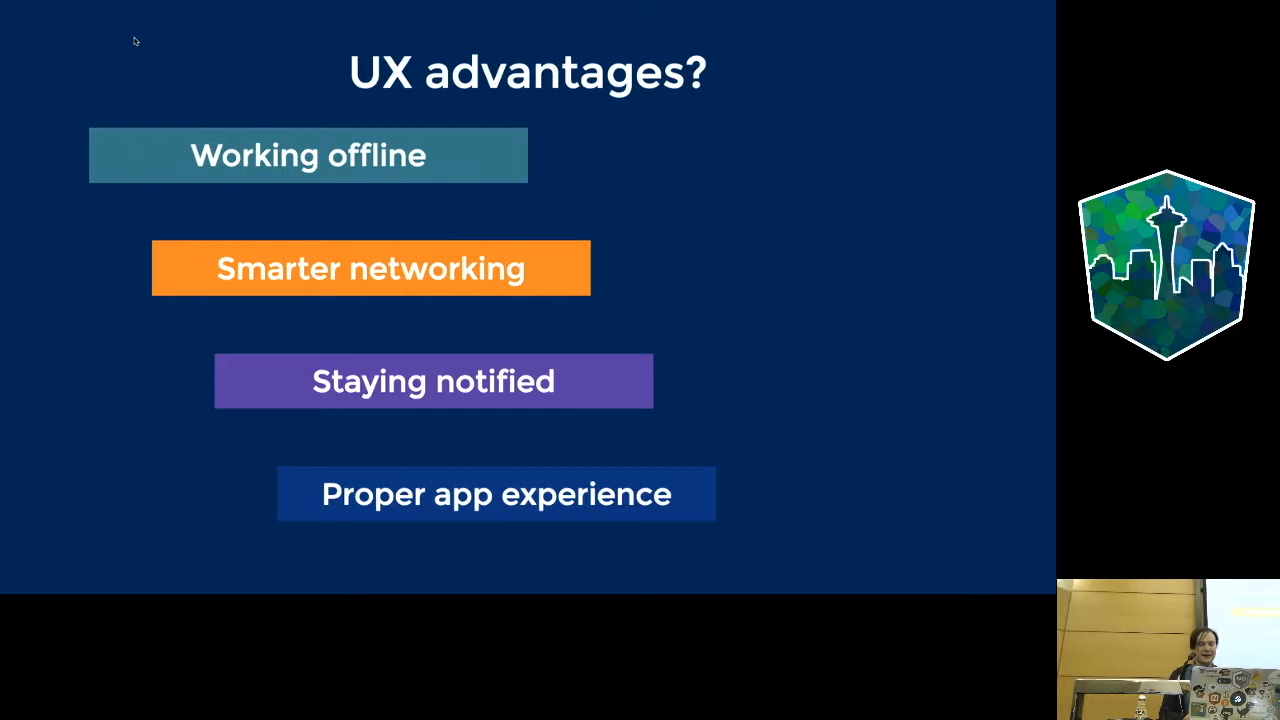 UX advantages?
Working offline
Smarter networking
Staying notified
Proper app experience